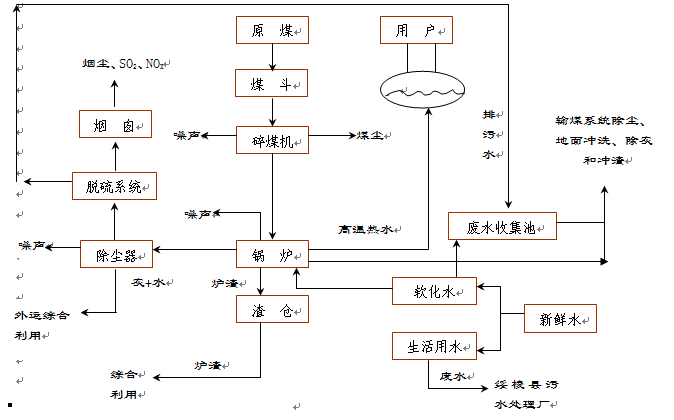 原 煤
用 户
烟尘、SO2、NO2
煤 斗
烟 囱
排
污
水
输煤系统除尘、
地面冲洗、除灰
和冲渣
噪声
碎煤机
煤尘
脱硫系统
噪声
高温热水
废水收集池
噪声
除尘器
锅 炉
灰+水
炉渣
软化水
外运综合
利用
渣 仓
新鲜水
生活用水
炉渣
综合
利用
废水
绥棱县污
水处理厂